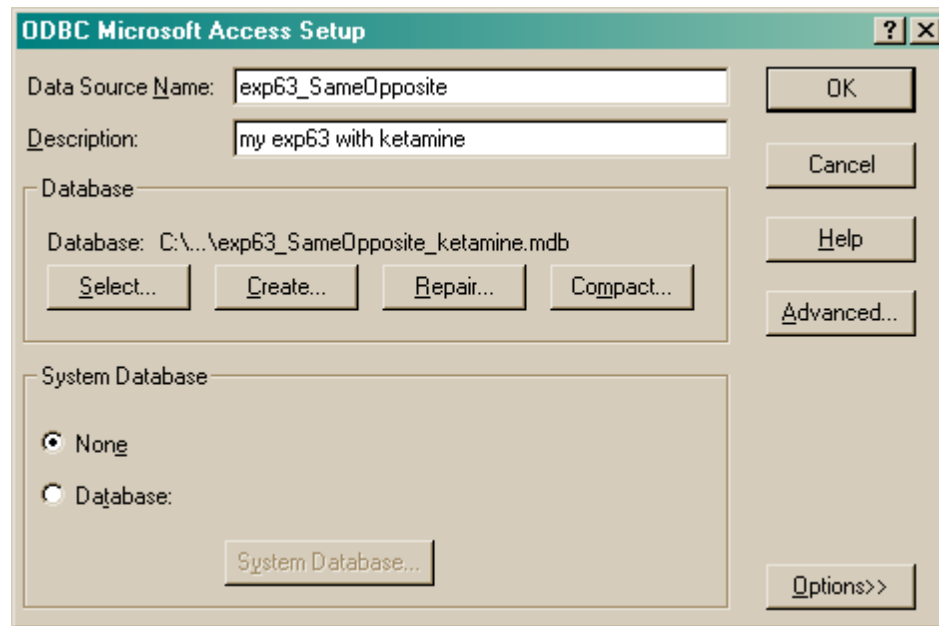 ODBC Microsoft Access Setup
Data Source Name: exp63_SameOpposite
Description: my exp63 with ketamine
OK
Cancel
Help
Advanced...
Database
Database: C:\...\exp63_SameOpposite_ketamine.mdb
Select... Create... Repair... Compact...
System Database
None
Database:
System Database...
Options>>